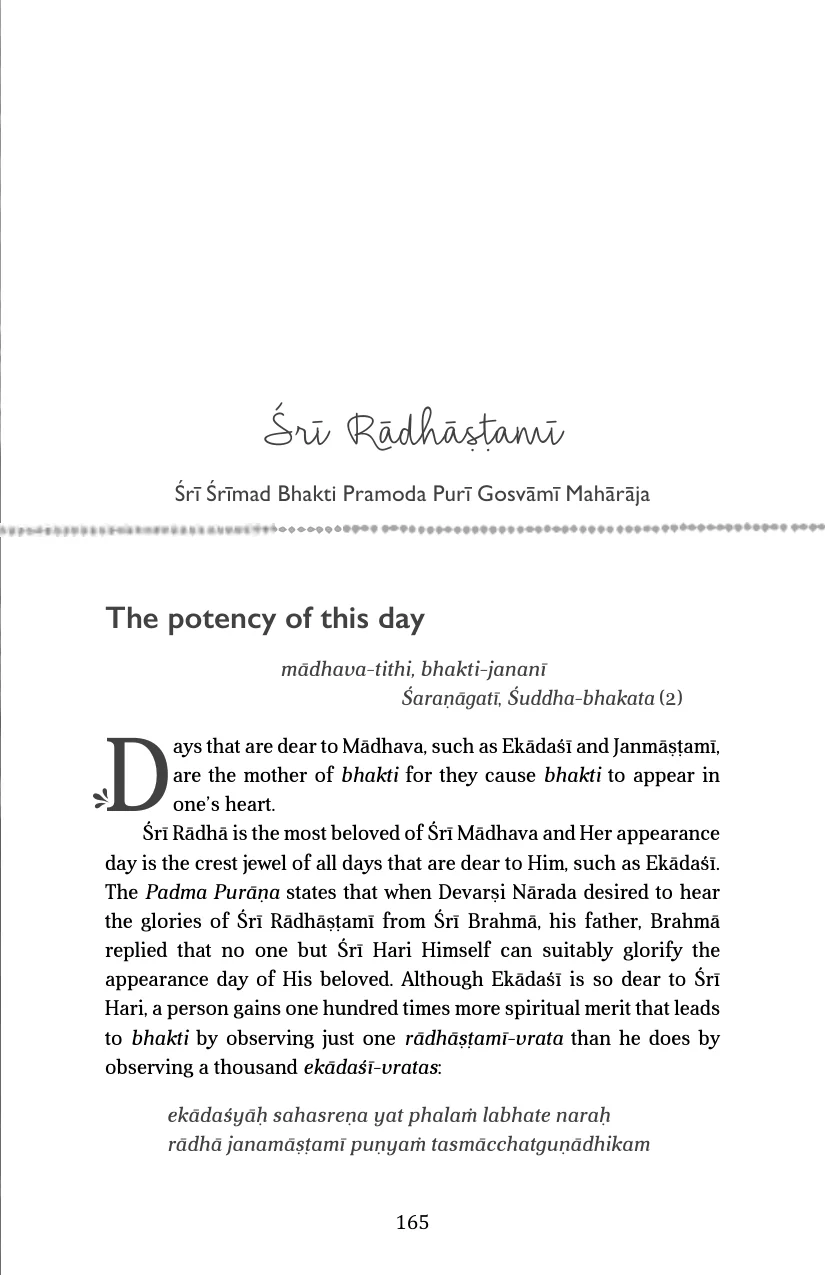 Śrī Rādhāṣṭamī
Śrī Śrīmad Bhakti Pramoda Purī Gosvāmī Mahārāja
The potency of this day
mādhava-tithi, bhakti-jananī
Śaraṇāgatī, Śuddha-bhakata (2)
Days that are dear to Mādhava, such as Ekādaśī and Janmāṣṭamī,
are the mother of bhakti for they cause bhakti to appear in
one’s heart.
Śrī Rādhā is the most beloved of Śrī Mādhava and Her appearance
day is the crest jewel of all days that are dear to Him, such as Ekādaśī.
The Padma Purāṇa states that when Devarṣi Nārada desired to hear
the glories of Śrī Rādhāṣṭamī from Śrī Brahmā, his father, Brahmā
replied that no one but Śrī Hari Himself can suitably glorify the
appearance day of His beloved. Although Ekādaśī is so dear to Śrī
Hari, a person gains one hundred times more spiritual merit that leads
to bhakti by observing just one rādhāṣṭamī-vrata than he does by
observing a thousand ekādaśī-vratas:
ekādaśyāḥ sahasreṇa yat phalaṁ labhate naraḥ
rādhā janamāṣṭamī puṇyaṁ tasmācchatguṇādhikam
165